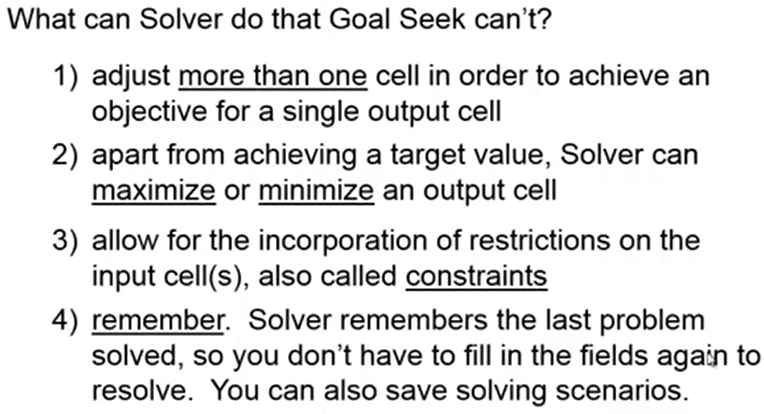 What can Solver do that Goal Seek can't?
1) adjust more than one cell in order to achieve an
objective for a single output cell
2) apart from achieving a target value, Solver can
maximize or minimize an output cell
3) allow for the incorporation of restrictions on the
input cell(s), also called constraints
4) remember.  Solver remembers the last problem
solved, so you don't have to fill in the fields again to
resolve.  You can also save solving scenarios.